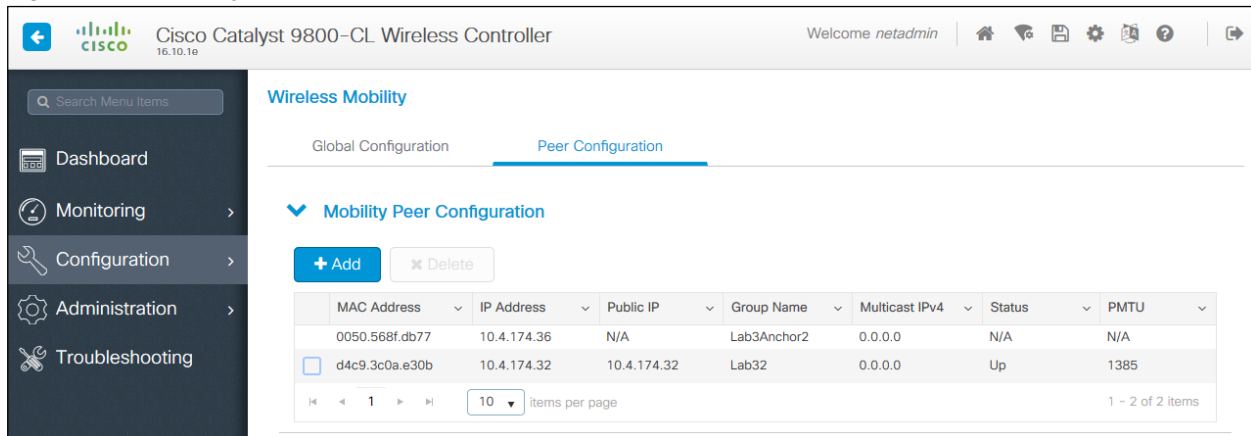 CISCO
Cisco Catalyst 9800-CL Wireless Controller
16.10.1e
Welcome netadmin
Search Menu Items
Dashboard
Monitoring
Configuration
Administration
Troubleshooting
Wireless Mobility
Global Configuration Peer Configuration
Mobility Peer Configuration
+ Add × Delete
MAC Address IP Address Public IP Group Name Multicast IPv4 Status PMTU
0050.568f.db77 10.4.174.36 N/A Lab3Anchor2 0.0.0.0 N/A N/A
d4c9.3c0a.e30b 10.4.174.32 10.4.174.32 Lab32 0.0.0.0 Up 1385
1 10 items per page 1 - 2 of 2 items